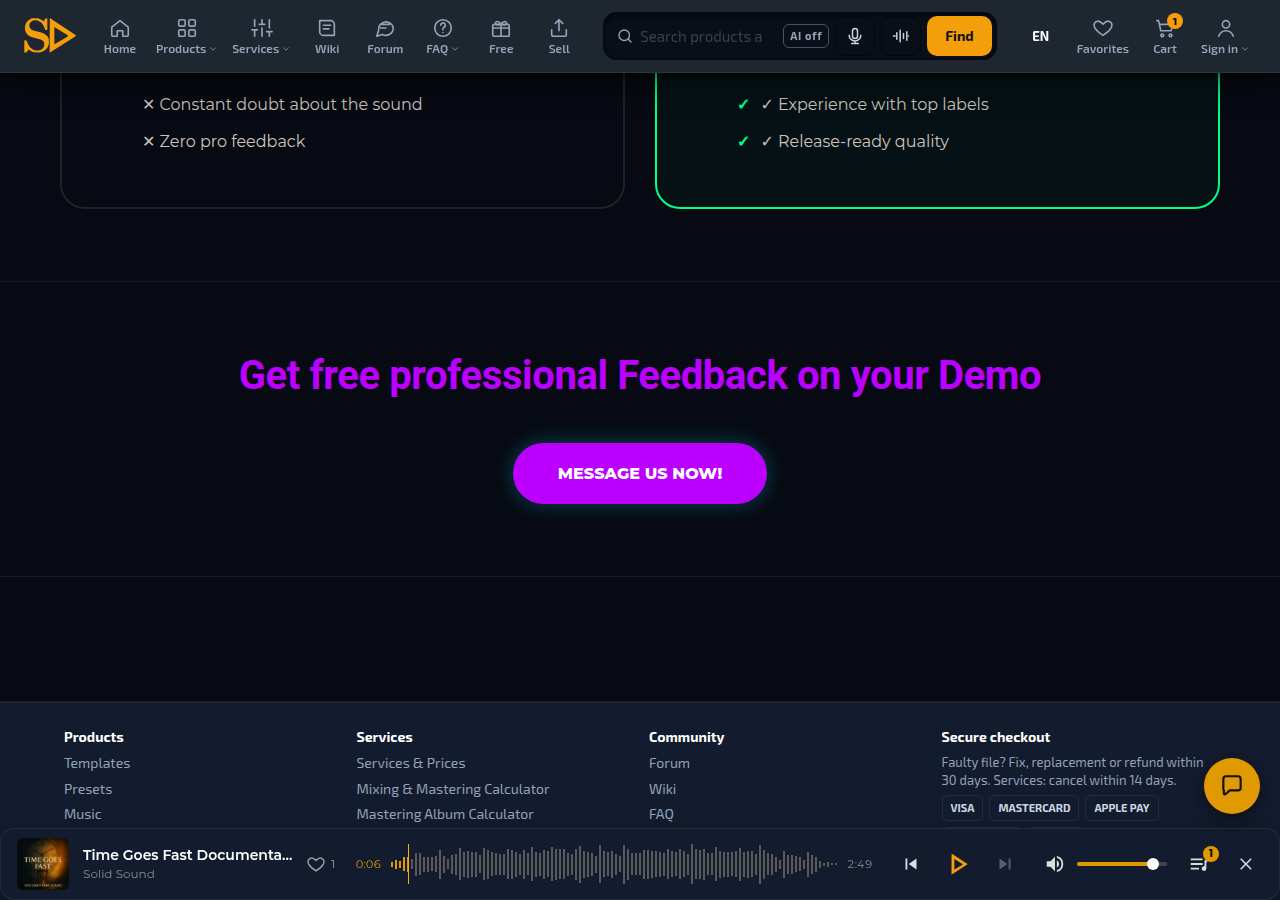 SD
Home
Products
Services
Wiki
Forum
FAQ
Free
Sell
Search products a
AI off
Find
EN
Favorites
1
Cart
Sign in
✕ Constant doubt about the sound
✕ Zero pro feedback
✓ ✓ Experience with top labels
✓ ✓ Release-ready quality
Get free professional Feedback on your Demo
MESSAGE US NOW!
Products
Templates
Presets
Music
Services
Services & Prices
Mixing & Mastering Calculator
Mastering Album Calculator
Community
Forum
Wiki
FAQ
Secure checkout
Faulty file? Fix, replacement or refund within
30 days. Services: cancel within 14 days.
VISA
MASTERCARD
APPLE PAY
TIME GOES
FAST
Time Goes Fast Documenta...
Solid Sound
1
0:06
2:49
1